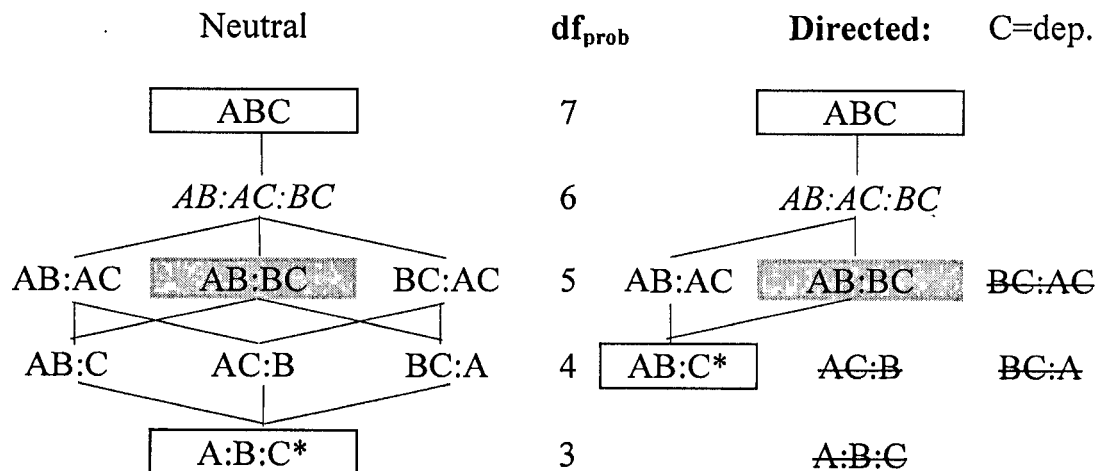 Neutral df_prob Directed: C=dep.
ABC 7 ABC
AB:AC:BC 6 AB:AC:BC
AB:AC AB:BC BC:AC 5 AB:AC AB:BC BC:AC
AB:C AC:B BC:A 4 AB:C* AC:B BC:A
A:B:C* 3 A:B:C